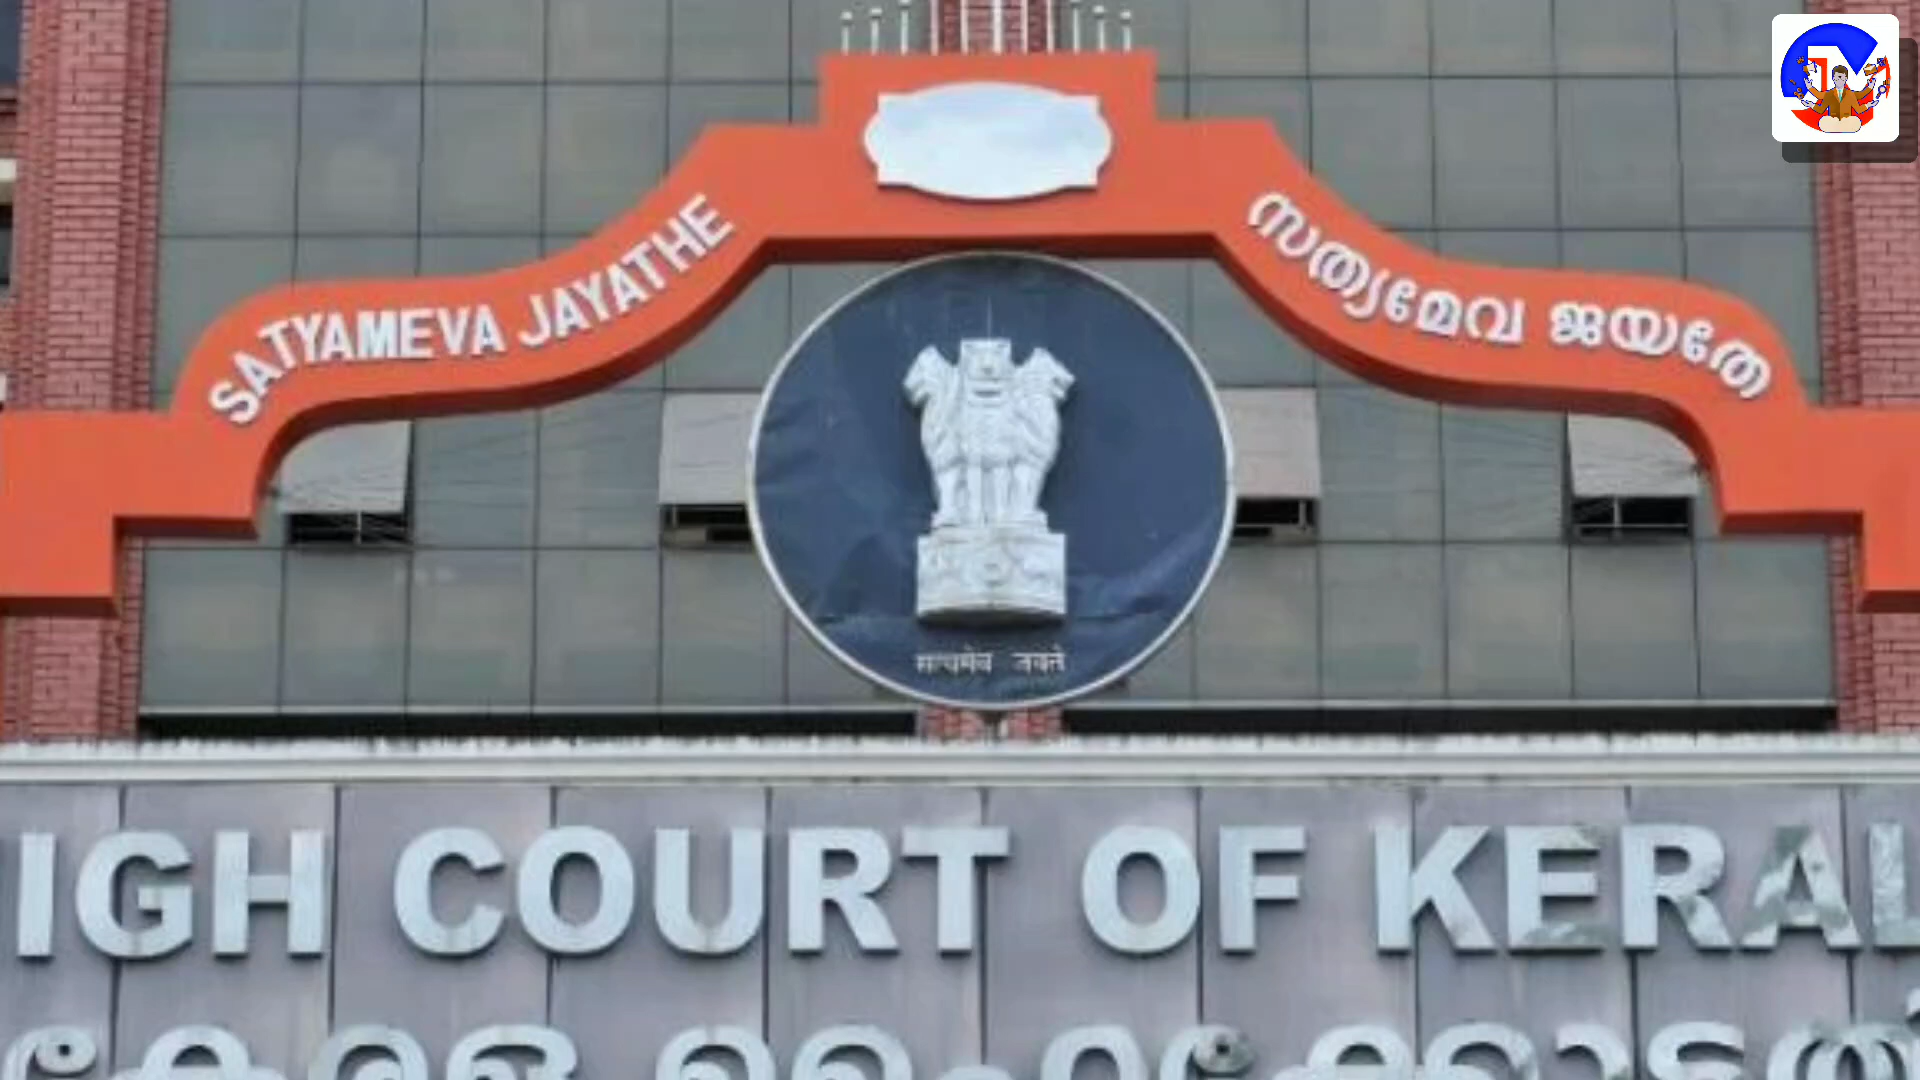 SATYAMEVA JAYATHE
സത്യമേവ ജയതേ
सत्यमेव जयते
IGH COURT OF KERAL